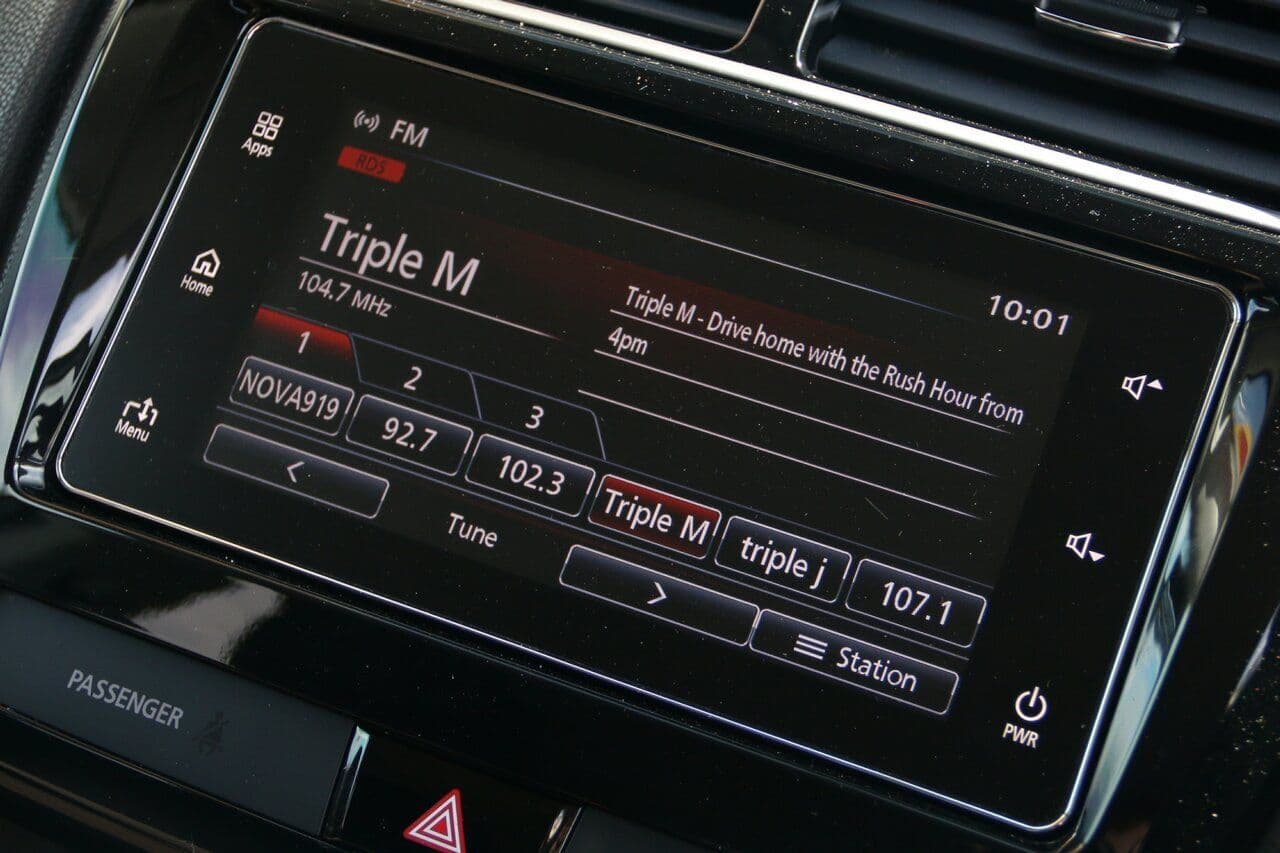 Apps
FM
RDS
Home
Triple M
104.7 MHz
10:01
Triple M - Drive home with the Rush Hour from
4pm
1
2
3
Menu
NOVA919
92.7
102.3
Triple M
triple j
107.1
<
Tune
>
Station
PWR
PASSENGER